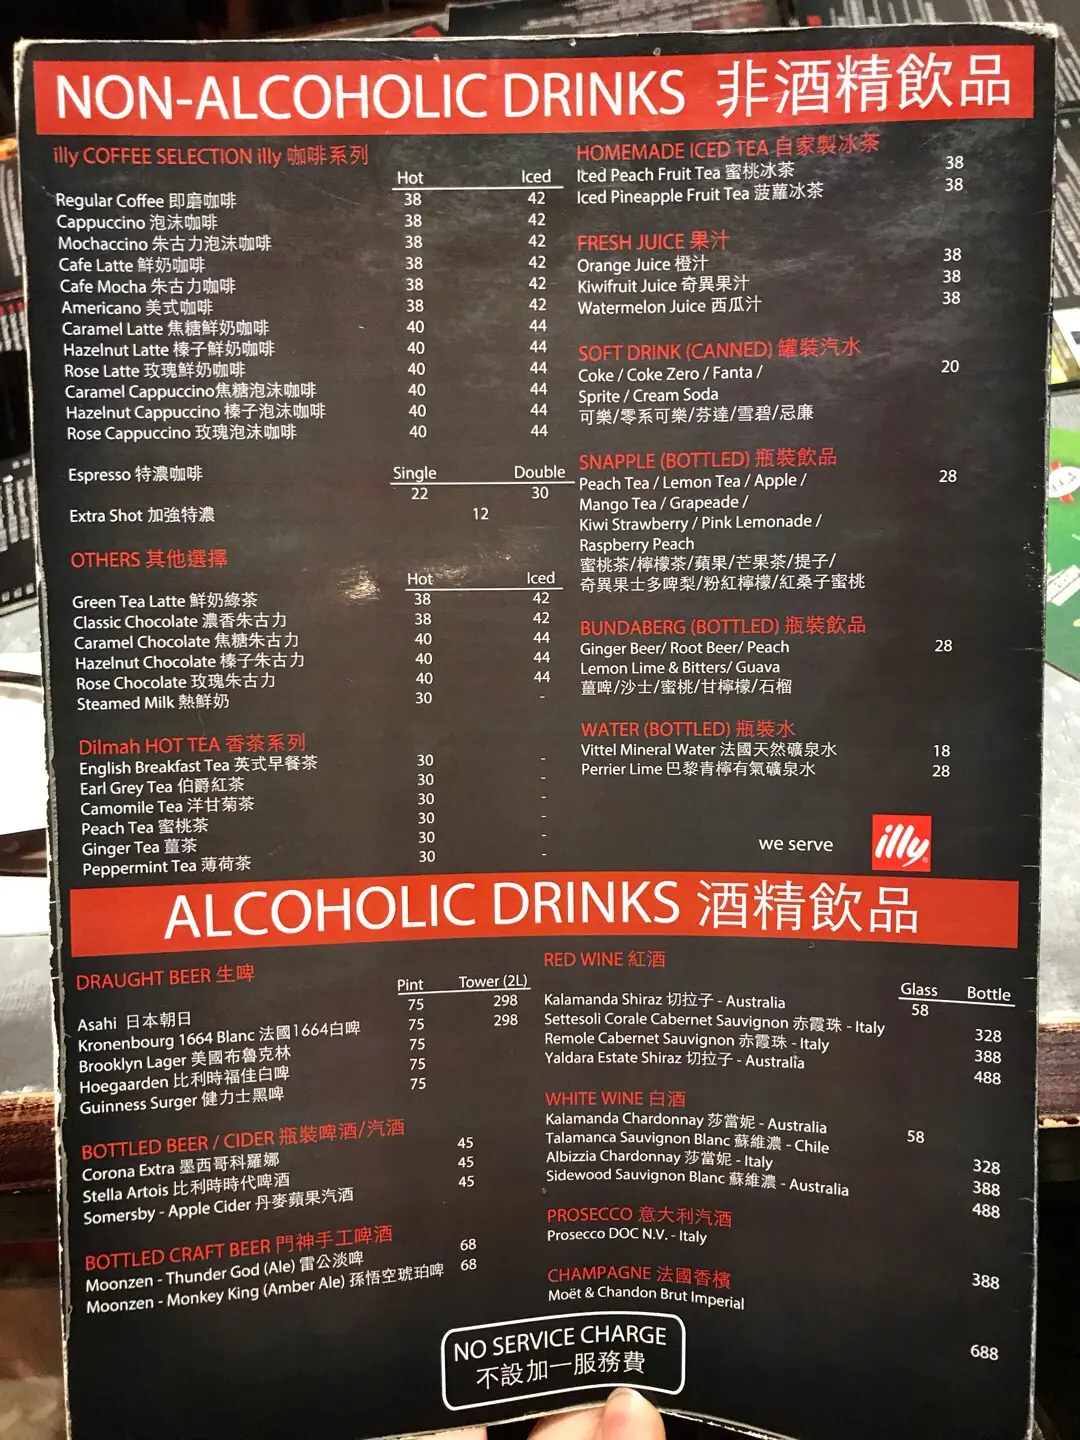 NON-ALCOHOLIC DRINKS 非酒精飲品
illy COFFEE SELECTION illy 咖啡系列
Hot Iced
Regular Coffee 即磨咖啡 38 42
Cappuccino 泡沫咖啡 38 42
Mochaccino 朱古力泡沫咖啡 38 42
Cafe Latte 鮮奶咖啡 38 42
Cafe Mocha 朱古力咖啡 38 42
Americano 美式咖啡 38 42
Caramel Latte 焦糖鮮奶咖啡 40 44
Hazelnut Latte 榛子鮮奶咖啡 40 44
Rose Latte 玫瑰鮮奶咖啡 40 44
Caramel Cappuccino焦糖泡沫咖啡 40 44
Hazelnut Cappuccino 榛子泡沫咖啡 40 44
Rose Cappuccino 玫瑰泡沫咖啡 40 44
Single Double
Espresso 特濃咖啡 22 30
Extra Shot 加強特濃 12
OTHERS 其他選擇
Hot Iced
Green Tea Latte 鮮奶綠茶 38 42
Classic Chocolate 濃香朱古力 38 42
Caramel Chocolate 焦糖朱古力 40 44
Hazelnut Chocolate 榛子朱古力 40 44
Rose Chocolate 玫瑰朱古力 40 44
Steamed Milk 熱鮮奶 30 -
Dilmah HOT TEA 香茶系列
English Breakfast Tea 英式早餐茶 30 -
Earl Grey Tea 伯爵紅茶 30 -
Camomile Tea 洋甘菊茶 30 -
Peach Tea 蜜桃茶 30 -
Ginger Tea 薑茶 30 -
Peppermint Tea 薄荷茶 30 -
HOMEMADE ICED TEA 自家製冰茶
Iced Peach Fruit Tea 蜜桃冰茶 38
Iced Pineapple Fruit Tea 菠蘿冰茶 38
FRESH JUICE 果汁
Orange Juice 橙汁 38
Kiwifruit Juice 奇異果汁 38
Watermelon Juice 西瓜汁 38
SOFT DRINK (CANNED) 罐裝汽水
Coke / Coke Zero / Fanta / 20
Sprite / Cream Soda
可樂/零系可樂/芬達/雪碧/忌廉
SNAPPLE (BOTTLED) 瓶裝飲品
Peach Tea / Lemon Tea / Apple / 28
Mango Tea / Grapeade /
Kiwi Strawberry / Pink Lemonade /
Raspberry Peach
蜜桃茶/檸檬茶/蘋果/芒果茶/提子/
奇異果士多啤梨/粉紅檸檬/紅桑子蜜桃
BUNDABERG (BOTTLED) 瓶裝飲品
Ginger Beer/ Root Beer/ Peach 28
Lemon Lime & Bitters/ Guava
薑啤/沙士/蜜桃/甘檸檬/石榴
WATER (BOTTLED) 瓶裝水
Vittel Mineral Water 法國天然礦泉水 18
Perrier Lime 巴黎青檸有氣礦泉水 28
we serve illy
ALCOHOLIC DRINKS 酒精飲品
DRAUGHT BEER 生啤
Pint Tower (2L)
Asahi 日本朝日 75 298
Kronenbourg 1664 Blanc 法國1664白啤 75 298
Brooklyn Lager 美國布魯克林 75
Hoegaarden 比利時福佳白啤 75
Guinness Surger 健力士黑啤 75
BOTTLED BEER / CIDER 瓶裝啤酒/汽酒
Corona Extra 墨西哥科羅娜 45
Stella Artois 比利時時代啤酒 45
Somersby - Apple Cider 丹麥蘋果汽酒 45
BOTTLED CRAFT BEER 門神手工啤酒
Moonzen - Thunder God (Ale) 雷公淡啤 68
Moonzen - Monkey King (Amber Ale) 孫悟空琥珀啤 68
RED WINE 紅酒
Glass Bottle
Kalamanda Shiraz 切拉子 - Australia 58
Settesoli Corale Cabernet Sauvignon 赤霞珠 - Italy 328
Remole Cabernet Sauvignon 赤霞珠 - Italy 388
Yaldara Estate Shiraz 切拉子 - Australia 488
WHITE WINE 白酒
Kalamanda Chardonnay 莎當妮 - Australia 58
Talamanca Sauvignon Blanc 蘇維濃 - Chile 328
Albizzia Chardonnay 莎當妮 - Italy 388
Sidewood Sauvignon Blanc 蘇維濃 - Australia 488
PROSECCO 意大利汽酒
Prosecco DOC N.V. - Italy 388
CHAMPAGNE 法國香檳
Moët & Chandon Brut Imperial 688
NO SERVICE CHARGE
不設加一服務費